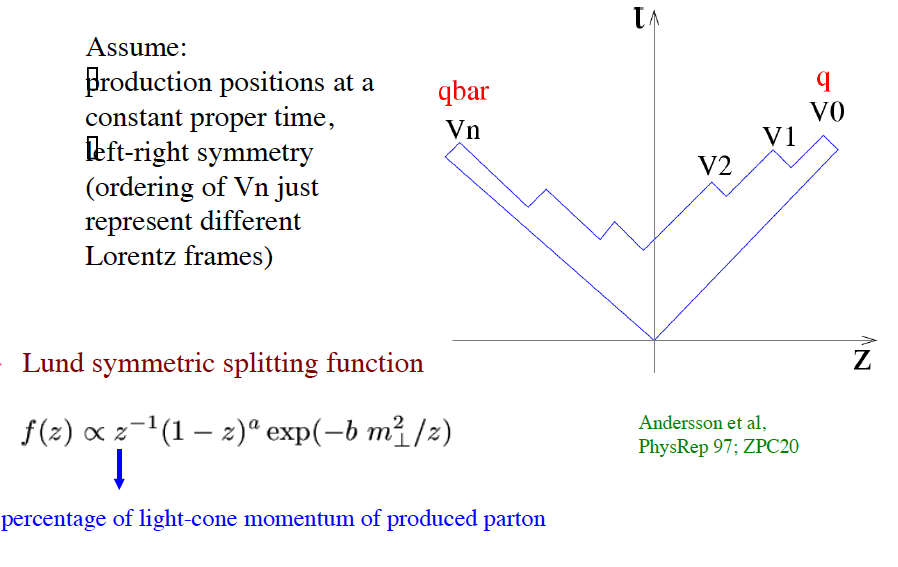 Assume:
production positions at a
constant proper time,
left-right symmetry
(ordering of Vn just
represent different
Lorentz frames)
t
qbar
Vn
q
V0
V1
V2
z
Lund symmetric splitting function
f(z) ∝ z⁻¹(1 − z)ᵃ exp(−b m⊥²/z)
Andersson et al,
PhysRep 97; ZPC20
percentage of light-cone momentum of produced parton